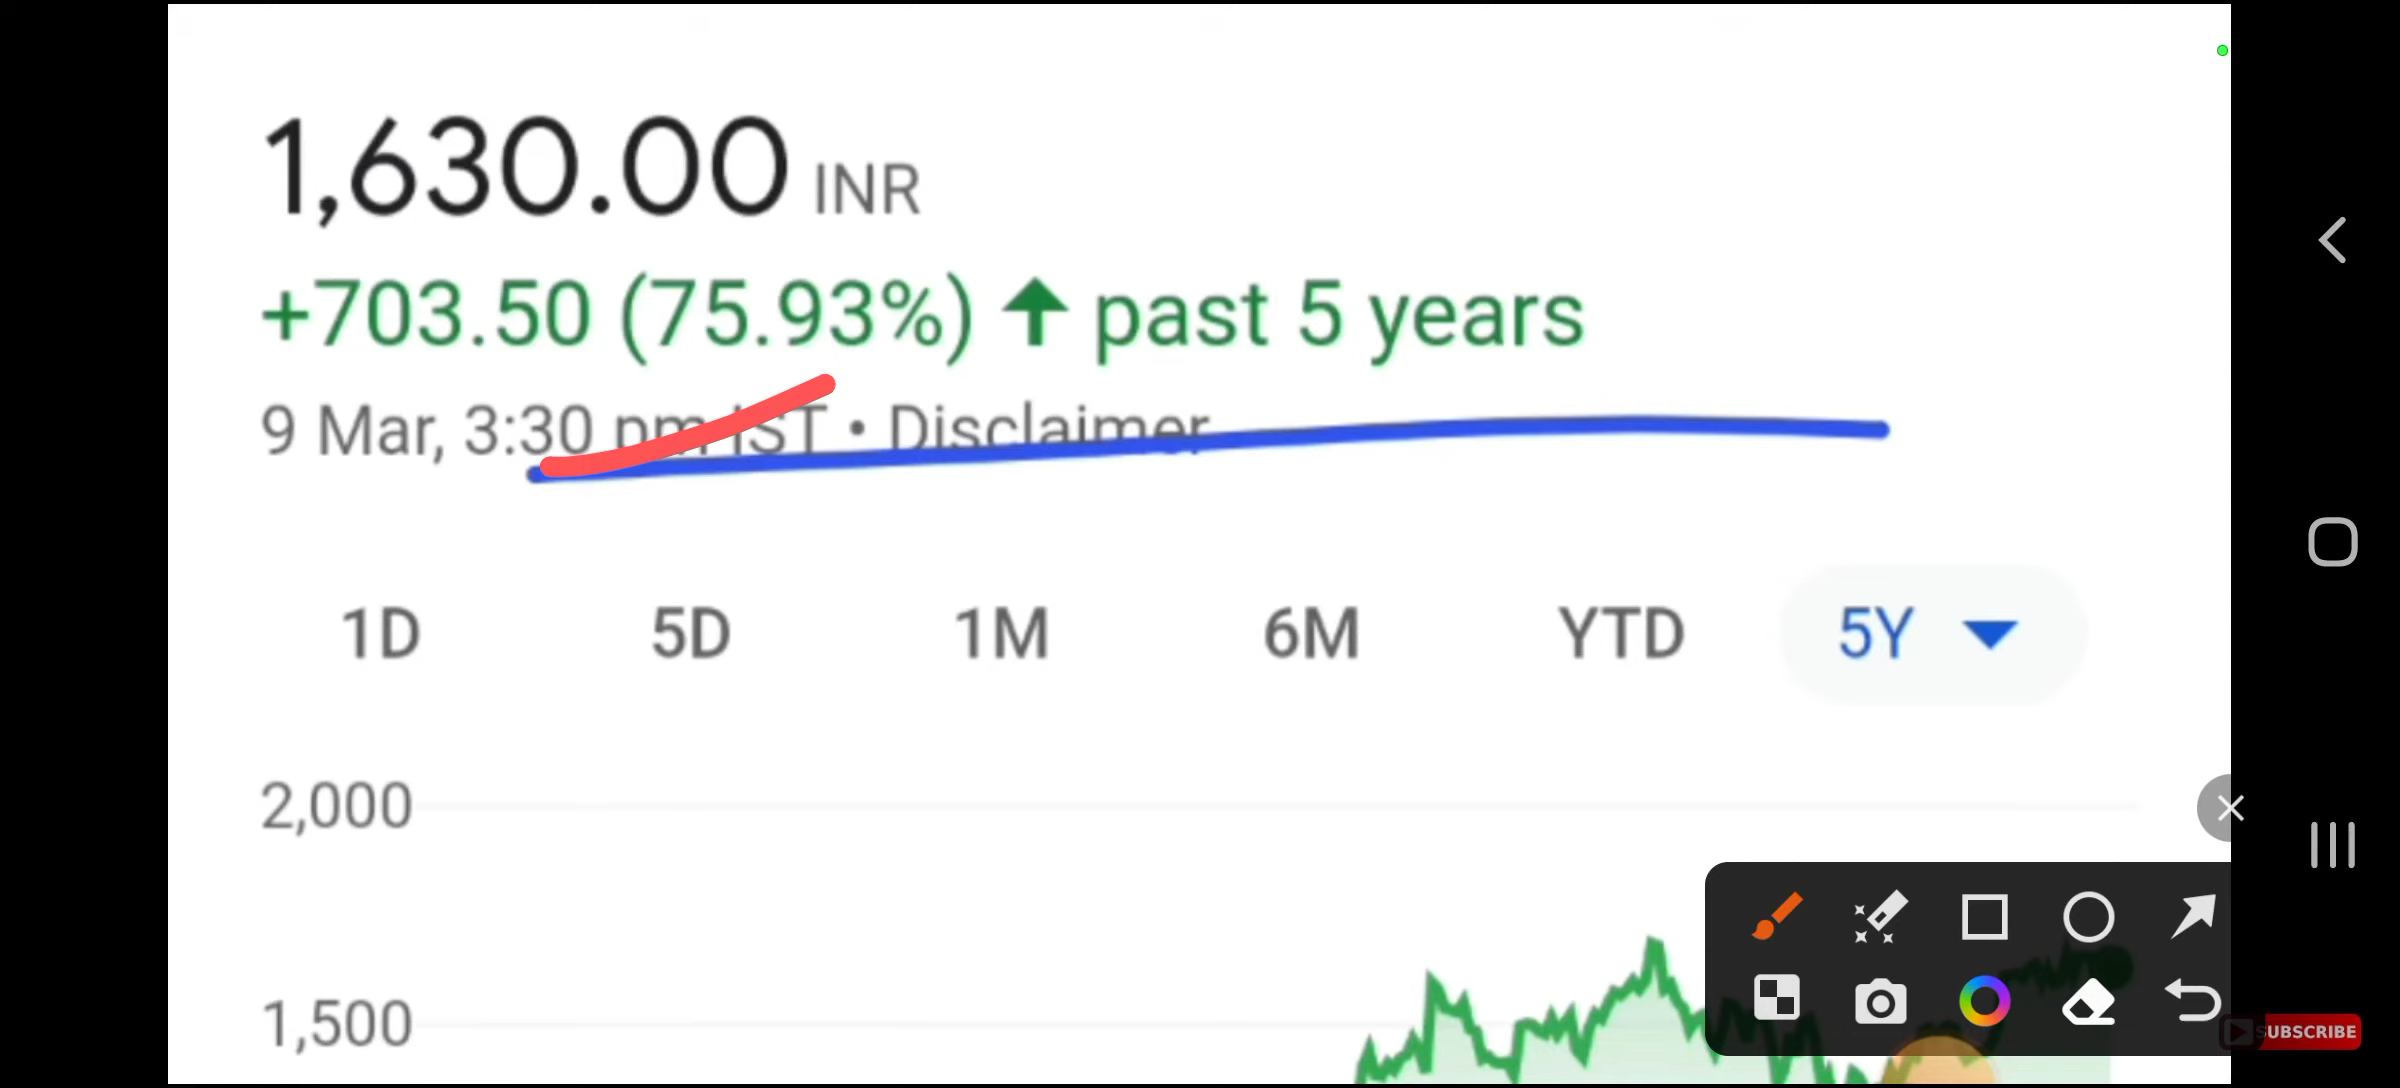 1,630.00 INR
+703.50 (75.93%) ↑ past 5 years
9 Mar, 3:30 pm IST • Disclaimer
1D 5D 1M 6M YTD 5Y
2,000
1,500
SUBSCRIBE